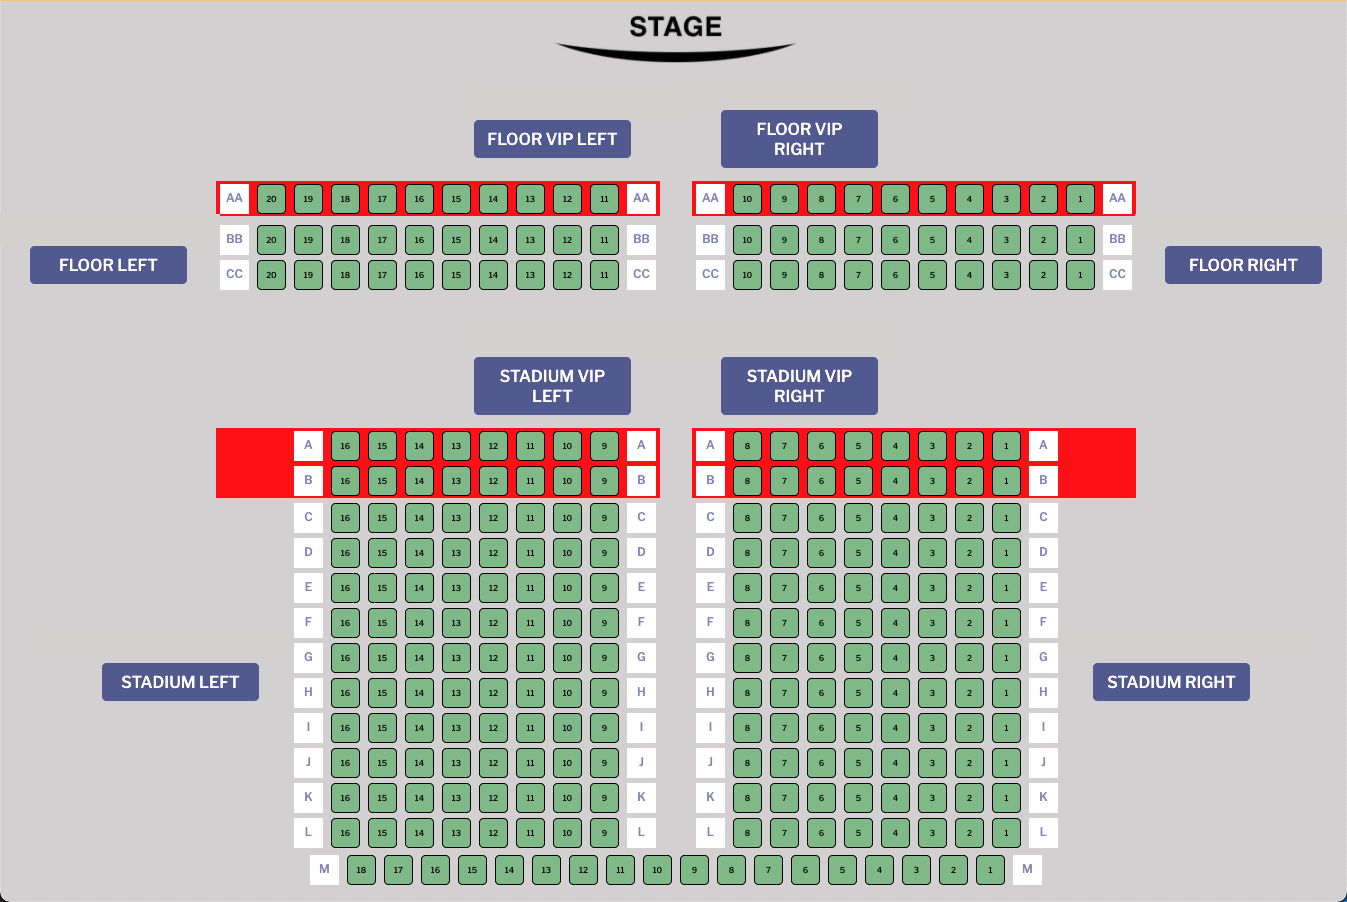 STAGE
FLOOR VIP LEFT
FLOOR VIP
RIGHT
AA 20 19 18 17 16 15 14 13 12 11 AA AA 10 9 8 7 6 5 4 3 2 1 AA
BB 20 19 18 17 16 15 14 13 12 11 BB BB 10 9 8 7 6 5 4 3 2 1 BB
FLOOR LEFT
FLOOR RIGHT
CC 20 19 18 17 16 15 14 13 12 11 CC CC 10 9 8 7 6 5 4 3 2 1 CC
STADIUM VIP
LEFT
STADIUM VIP
RIGHT
A 16 15 14 13 12 11 10 9 A A 8 7 6 5 4 3 2 1 A
B 16 15 14 13 12 11 10 9 B B 8 7 6 5 4 3 2 1 B
C 16 15 14 13 12 11 10 9 C C 8 7 6 5 4 3 2 1 C
D 16 15 14 13 12 11 10 9 D D 8 7 6 5 4 3 2 1 D
E 16 15 14 13 12 11 10 9 E E 8 7 6 5 4 3 2 1 E
F 16 15 14 13 12 11 10 9 F F 8 7 6 5 4 3 2 1 F
G 16 15 14 13 12 11 10 9 G G 8 7 6 5 4 3 2 1 G
STADIUM LEFT
STADIUM RIGHT
H 16 15 14 13 12 11 10 9 H H 8 7 6 5 4 3 2 1 H
I 16 15 14 13 12 11 10 9 I I 8 7 6 5 4 3 2 1 I
J 16 15 14 13 12 11 10 9 J J 8 7 6 5 4 3 2 1 J
K 16 15 14 13 12 11 10 9 K K 8 7 6 5 4 3 2 1 K
L 16 15 14 13 12 11 10 9 L L 8 7 6 5 4 3 2 1 L
M 18 17 16 15 14 13 12 11 10 9 8 7 6 5 4 3 2 1 M